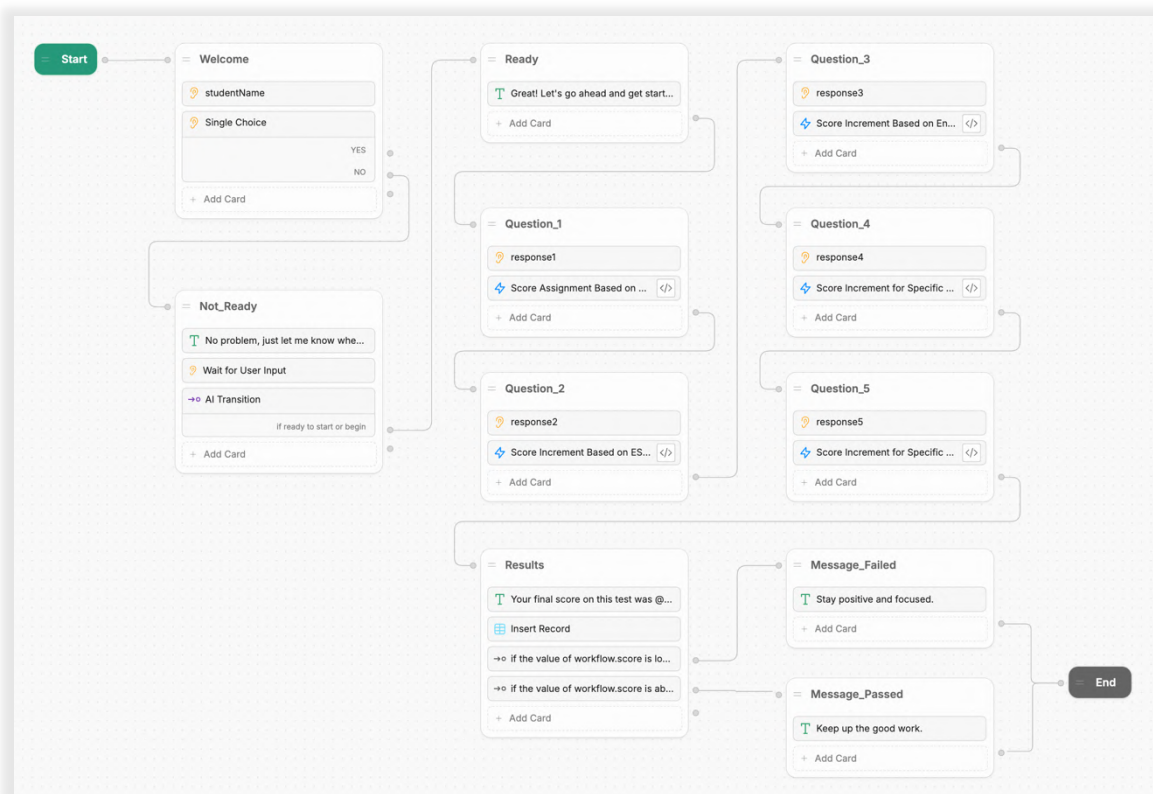 Start
Welcome
studentName
Single Choice
YES
NO
+ Add Card
Not_Ready
No problem, just let me know whe...
Wait for User Input
AI Transition
if ready to start or begin
+ Add Card
Ready
Great! Let's go ahead and get start...
+ Add Card
Question_1
response1
Score Assignment Based on ... </>
+ Add Card
Question_2
response2
Score Increment Based on ES... </>
+ Add Card
Question_3
response3
Score Increment Based on En... </>
+ Add Card
Question_4
response4
Score Increment for Specific ... </>
+ Add Card
Question_5
response5
Score Increment for Specific ... </>
+ Add Card
Results
Your final score on this test was @...
Insert Record
if the value of workflow.score is lo...
if the value of workflow.score is ab...
+ Add Card
Message_Failed
Stay positive and focused.
+ Add Card
Message_Passed
Keep up the good work.
+ Add Card
End